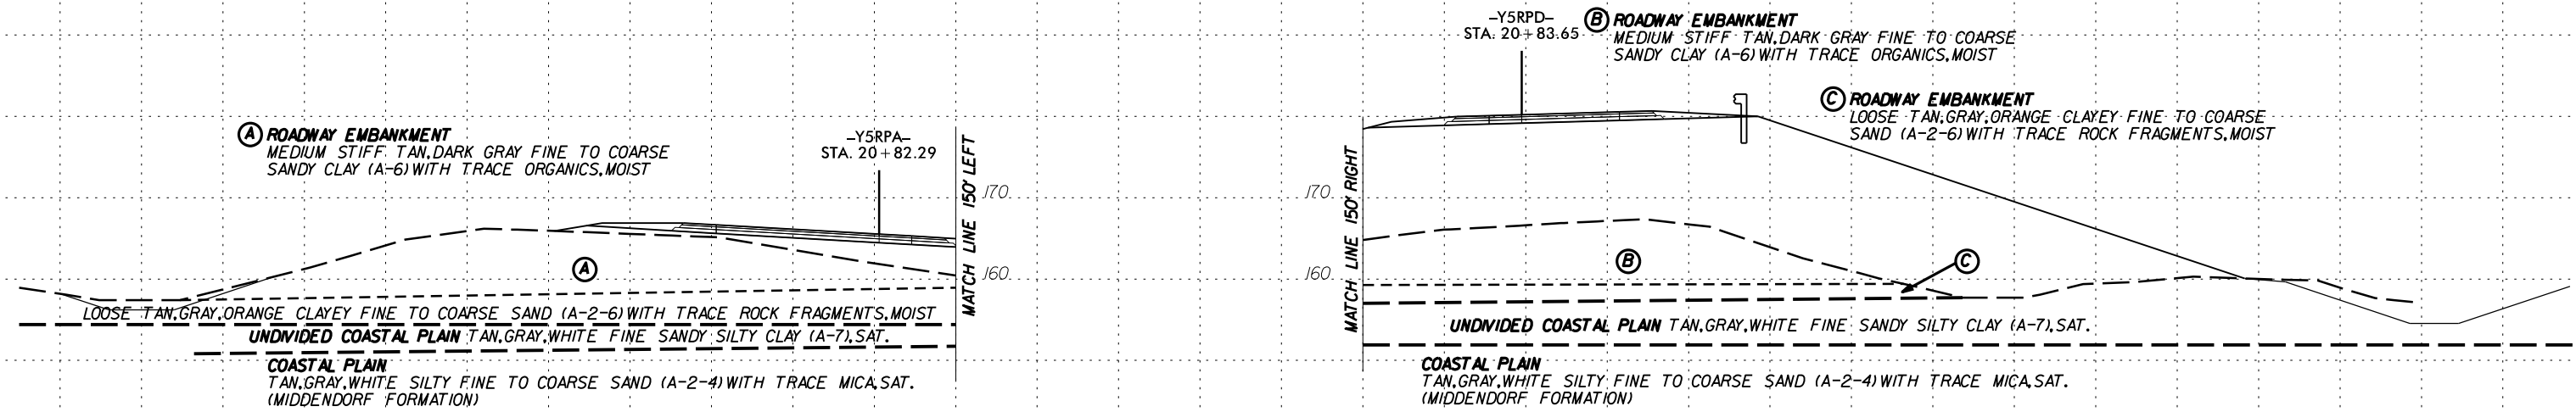 Ⓐ ROADWAY EMBANKMENT
MEDIUM STIFF TAN,DARK GRAY FINE TO COARSE
SANDY CLAY (A-6) WITH TRACE ORGANICS,MOIST
-Y5RPA-
STA. 20+82.29
MATCH LINE 150' LEFT
170
160
A
LOOSE TAN,GRAY,ORANGE CLAYEY FINE TO COARSE SAND (A-2-6) WITH TRACE ROCK FRAGMENTS,MOIST
UNDIVIDED COASTAL PLAIN TAN,GRAY,WHITE FINE SANDY SILTY CLAY (A-7),SAT.
COASTAL PLAIN
TAN,GRAY,WHITE SILTY FINE TO COARSE SAND (A-2-4) WITH TRACE MICA,SAT.
(MIDDENDORF FORMATION)
-Y5RPD-
STA. 20+83.65
Ⓑ ROADWAY EMBANKMENT
MEDIUM STIFF TAN,DARK GRAY FINE TO COARSE
SANDY CLAY (A-6) WITH TRACE ORGANICS,MOIST
Ⓒ ROADWAY EMBANKMENT
LOOSE TAN,GRAY,ORANGE CLAYEY FINE TO COARSE
SAND (A-2-6) WITH TRACE ROCK FRAGMENTS,MOIST
170
160
MATCH LINE 150' RIGHT
B
C
UNDIVIDED COASTAL PLAIN TAN,GRAY,WHITE FINE SANDY SILTY CLAY (A-7),SAT.
COASTAL PLAIN
TAN,GRAY,WHITE SILTY FINE TO COARSE SAND (A-2-4) WITH TRACE MICA,SAT.
(MIDDENDORF FORMATION)